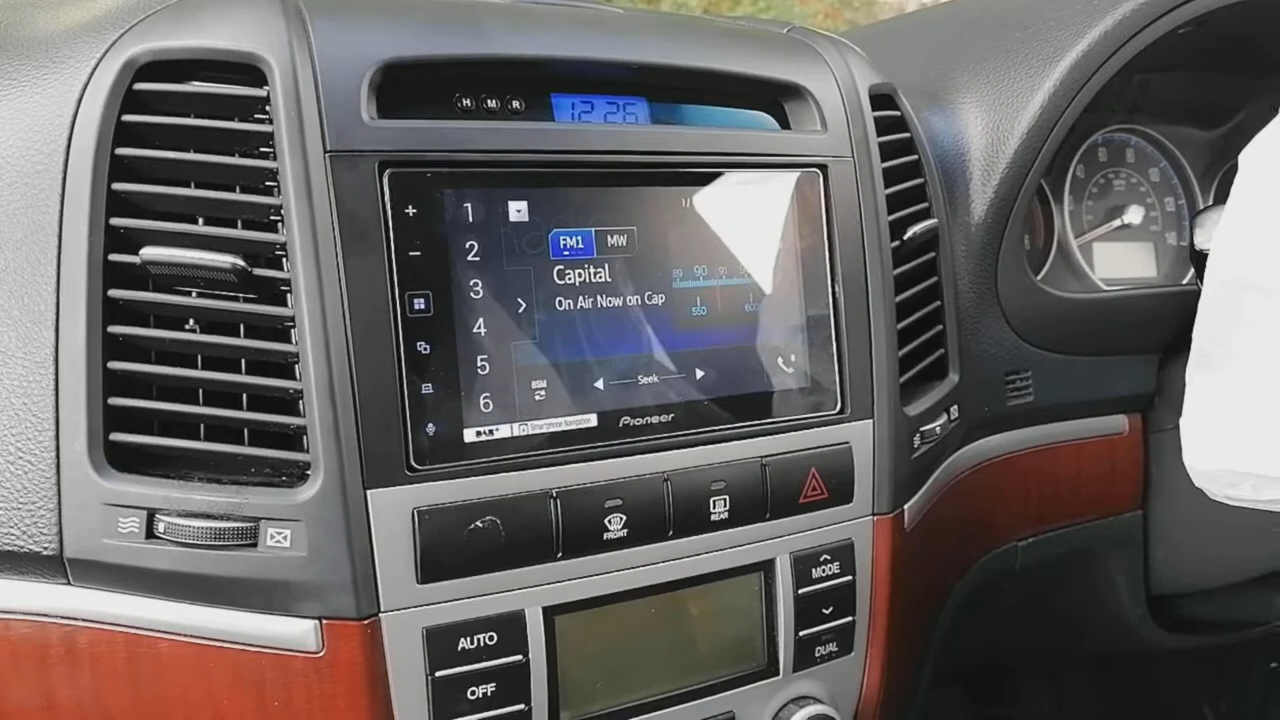 H M R
12:26
1
2
3
4
5
6
FM1 MW
Capital
On Air Now on Cap
89 90 91
550 600
BSM
Seek
DAB+
Smartphone Navigation
Pioneer
FRONT
REAR
AUTO
OFF
MODE
DUAL